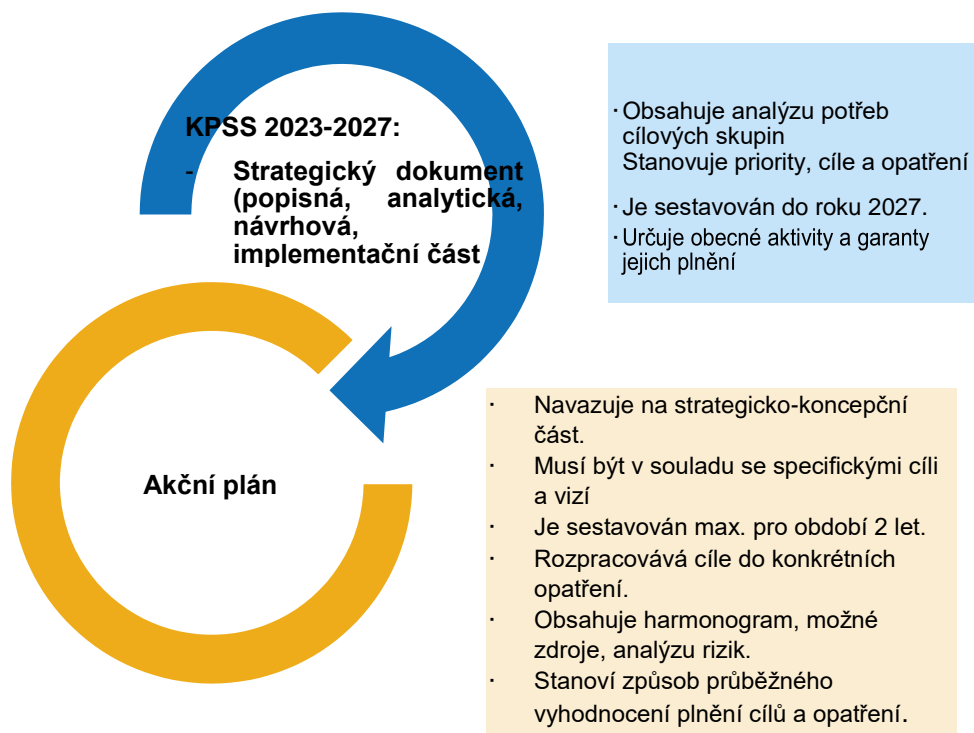 KPSS 2023-2027:
- Strategický dokument
(popisná, analytická,
návrhová,
implementační část
· Obsahuje analýzu potřeb
cílových skupin
Stanovuje priority, cíle a opatření
· Je sestavován do roku 2027.
· Určuje obecné aktivity a garanty
jejich plnění
Akční plán
· Navazuje na strategicko-koncepční
část.
· Musí být v souladu se specifickými cíli
a vizí
· Je sestavován max. pro období 2 let.
· Rozpracovává cíle do konkrétních
opatření.
· Obsahuje harmonogram, možné
zdroje, analýzu rizik.
· Stanoví způsob průběžného
vyhodnocení plnění cílů a opatření.